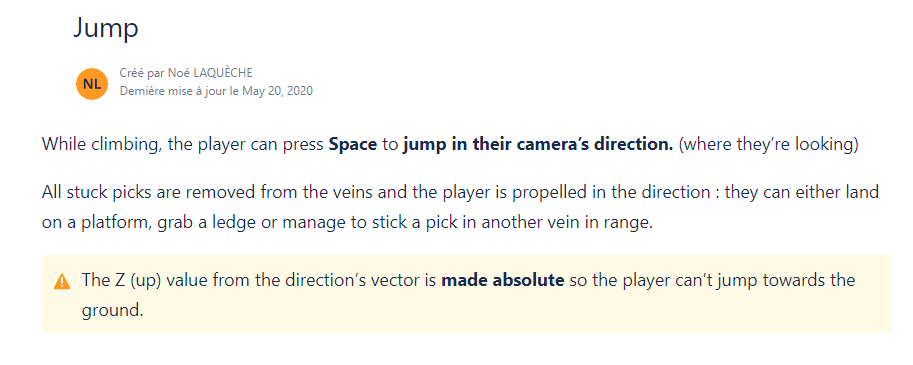 Jump
NL
Créé par Noé LAQUÈCHE
Dernière mise à jour le May 20, 2020
While climbing, the player can press Space to jump in their camera’s direction. (where they’re looking)
All stuck picks are removed from the veins and the player is propelled in the direction : they can either land
on a platform, grab a ledge or manage to stick a pick in another vein in range.
The Z (up) value from the direction’s vector is made absolute so the player can’t jump towards the
ground.